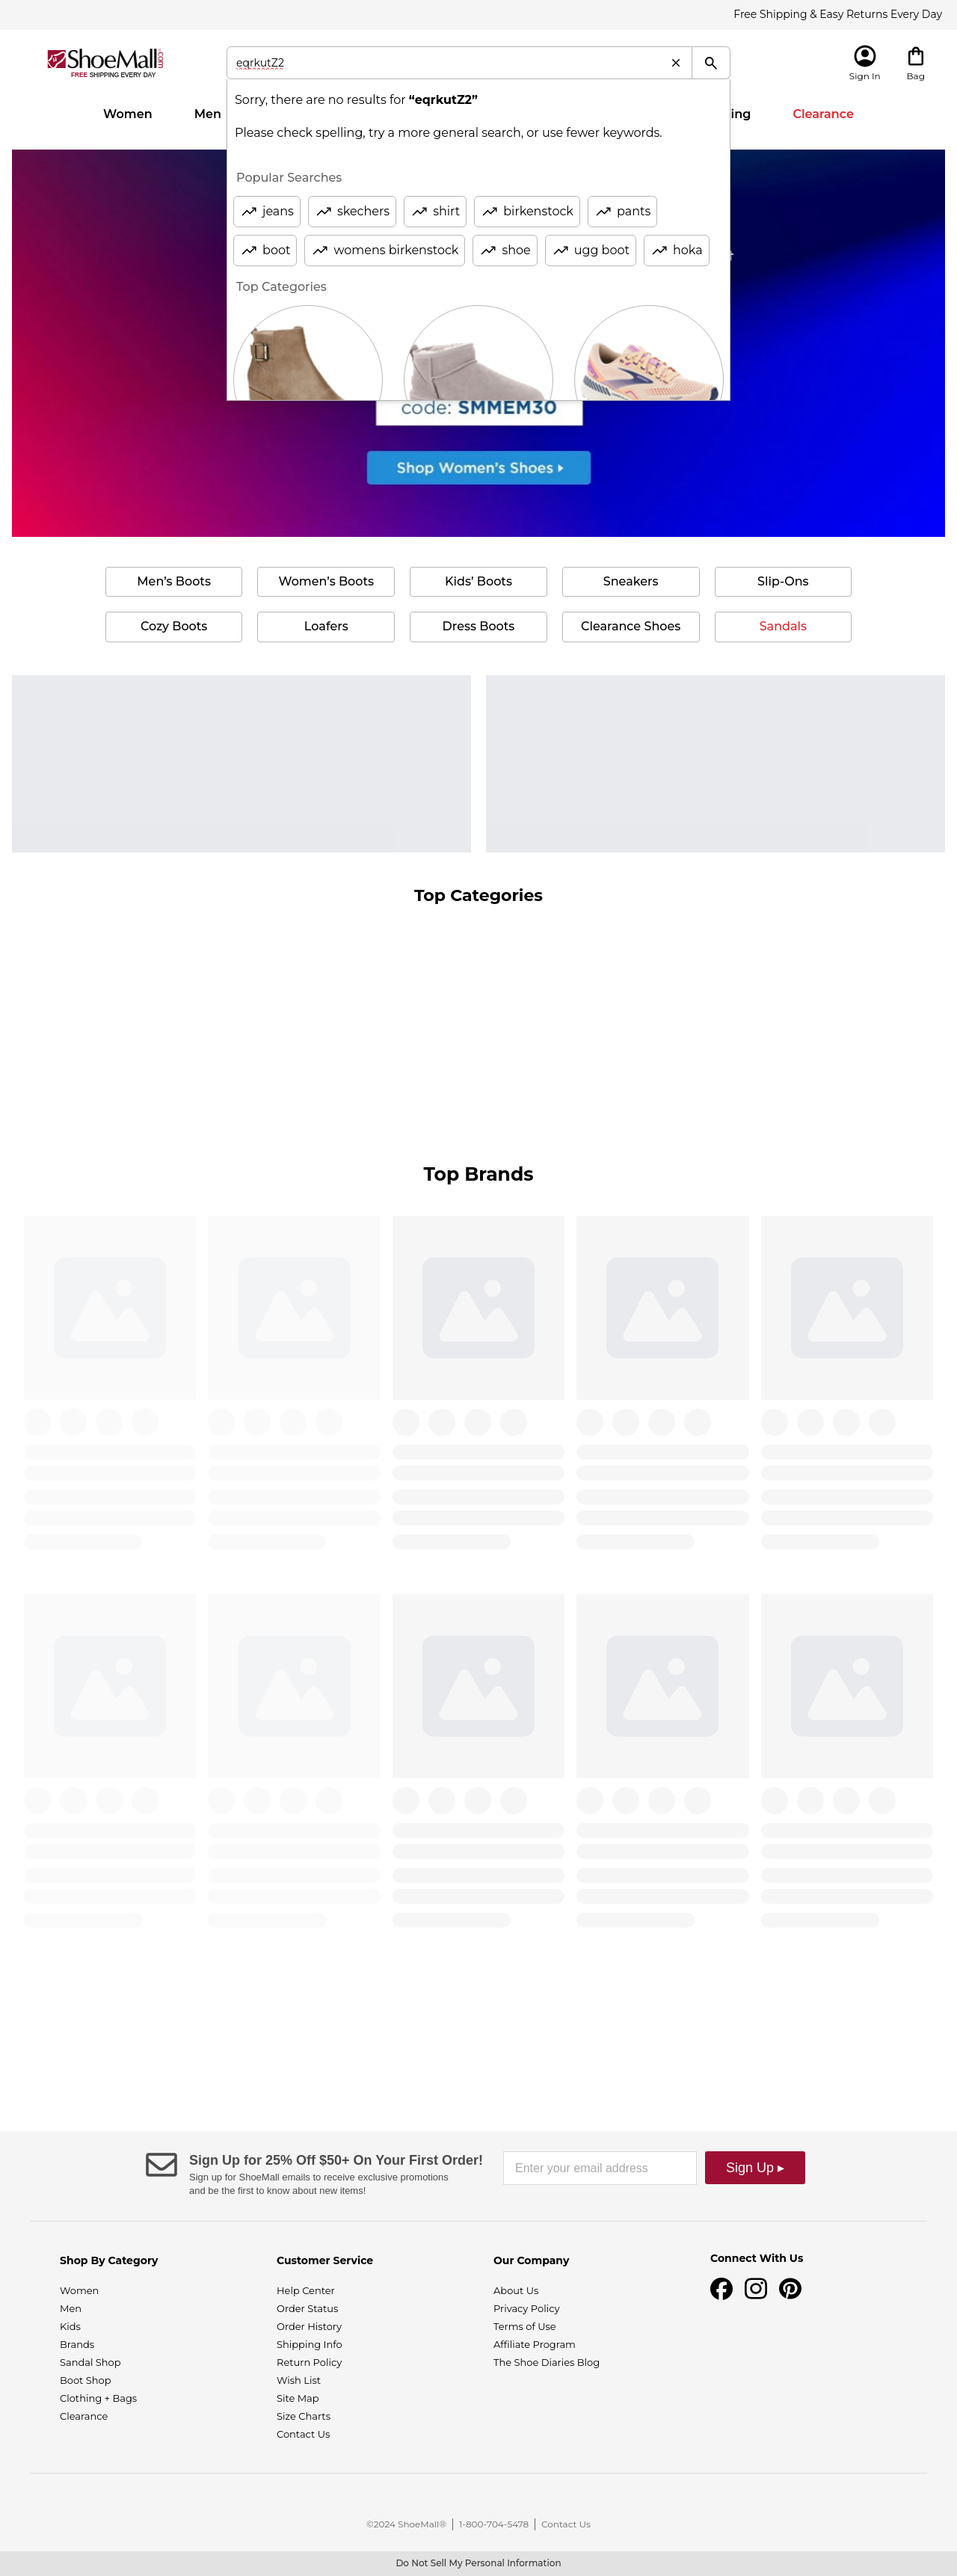 Free Shipping & Easy Returns Every Day
ShoeMall.com
FREE SHIPPING EVERY DAY
eqrkutZ2
Sign In
Bag
Women
Men
ing
Clearance
Sorry, there are no results for “eqrkutZ2”
Please check spelling, try a more general search, or use fewer keywords.
Popular Searches
jeans
skechers
shirt
birkenstock
pants
boot
womens birkenstock
shoe
ugg boot
hoka
Top Categories
code: SMMEM30
Shop Women's Shoes
Men’s Boots
Women’s Boots
Kids’ Boots
Sneakers
Slip-Ons
Cozy Boots
Loafers
Dress Boots
Clearance Shoes
Sandals
Top Categories
Top Brands
Sign Up for 25% Off $50+ On Your First Order!
Sign up for ShoeMall emails to receive exclusive promotions
and be the first to know about new items!
Enter your email address
Sign Up ▸
Shop By Category
Women
Men
Kids
Brands
Sandal Shop
Boot Shop
Clothing + Bags
Clearance
Customer Service
Help Center
Order Status
Order History
Shipping Info
Return Policy
Wish List
Site Map
Size Charts
Contact Us
Our Company
About Us
Privacy Policy
Terms of Use
Affiliate Program
The Shoe Diaries Blog
Connect With Us
©2024 ShoeMall® | 1-800-704-5478 | Contact Us
Do Not Sell My Personal Information